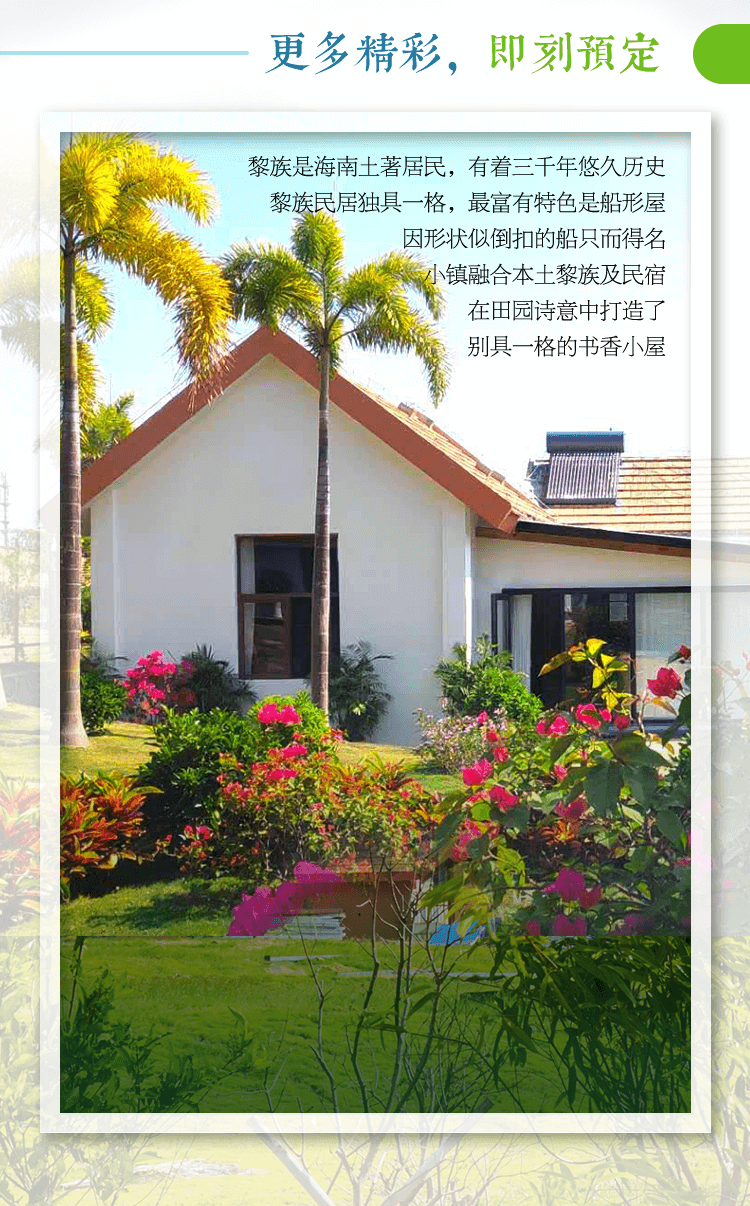 更多精彩，即刻預定
黎族是海南土著居民，有着三千年悠久历史
黎族民居独具一格，最富有特色是船形屋
因形状似倒扣的船只而得名
小镇融合本土黎族及民宿
在田园诗意中打造了
别具一格的书香小屋